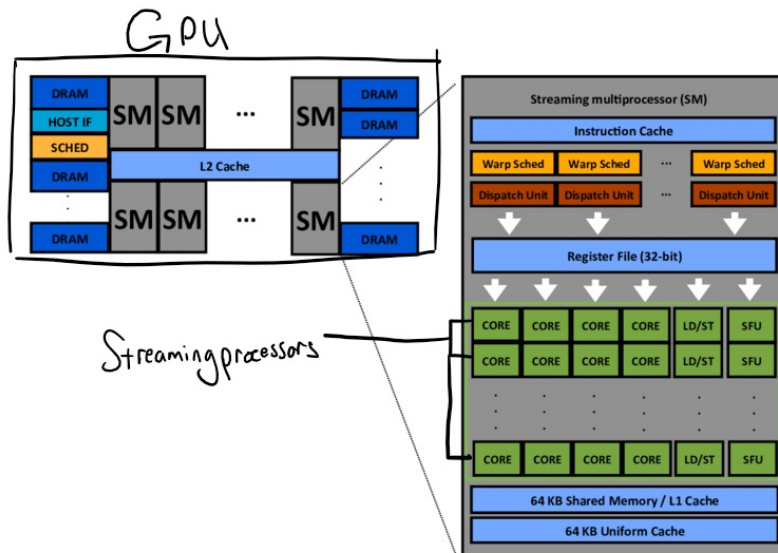 GPU
DRAM
HOST IF
SCHED
DRAM
DRAM
SM SM ... SM
L2 Cache
SM SM ... SM
DRAM
DRAM
DRAM
Streaming processors
Streaming multiprocessor (SM)
Instruction Cache
Warp Sched Warp Sched ... Warp Sched
Dispatch Unit Dispatch Unit ... Dispatch Unit
Register File (32-bit)
CORE CORE CORE CORE LD/ST SFU
CORE CORE CORE CORE LD/ST SFU
CORE CORE CORE CORE LD/ST SFU
64 KB Shared Memory / L1 Cache
64 KB Uniform Cache